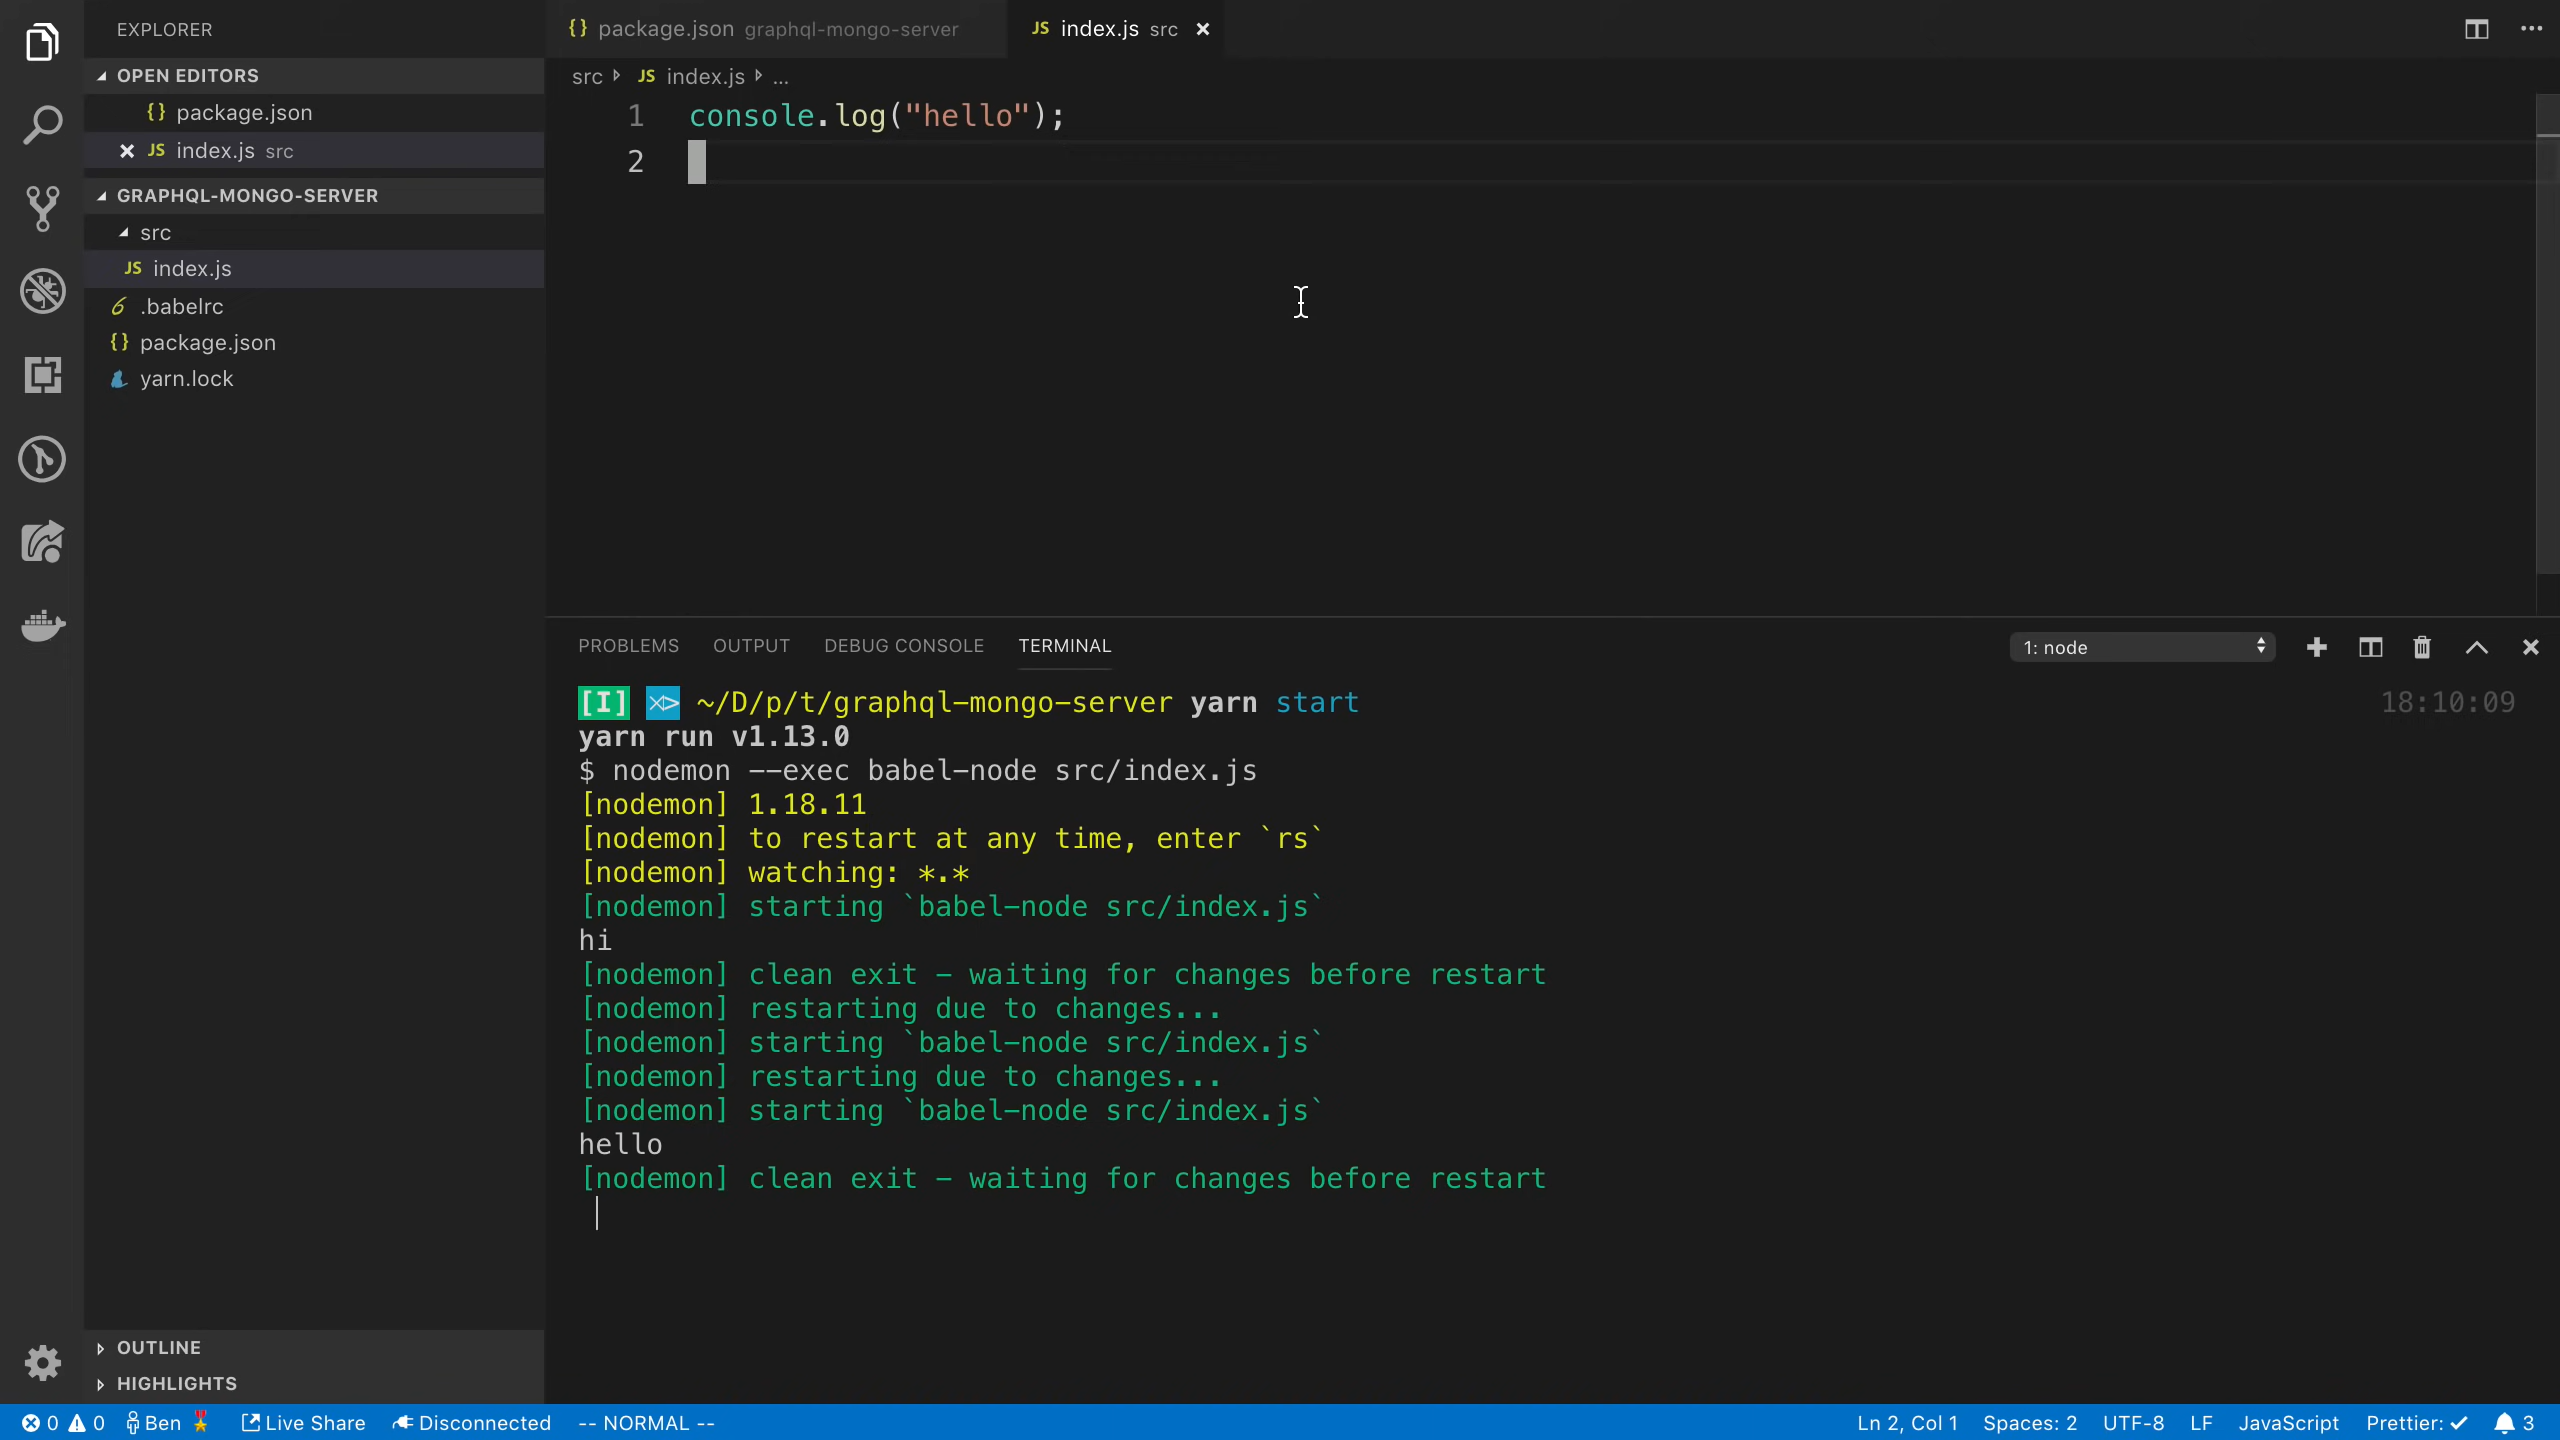 EXPLORER
OPEN EDITORS
{} package.json
JS index.js src
GRAPHQL-MONGO-SERVER
src
JS index.js
.babelrc
{} package.json
yarn.lock
OUTLINE
HIGHLIGHTS
{} package.json graphql-mongo-server
JS index.js src
src JS index.js ...
1 console.log("hello");
2
PROBLEMS OUTPUT DEBUG CONSOLE TERMINAL 1: node
[I] ~/D/p/t/graphql-mongo-server yarn start 18:10:09
yarn run v1.13.0
$ nodemon --exec babel-node src/index.js
[nodemon] 1.18.11
[nodemon] to restart at any time, enter `rs`
[nodemon] watching: *.*
[nodemon] starting `babel-node src/index.js`
hi
[nodemon] clean exit - waiting for changes before restart
[nodemon] restarting due to changes...
[nodemon] starting `babel-node src/index.js`
[nodemon] restarting due to changes...
[nodemon] starting `babel-node src/index.js`
hello
[nodemon] clean exit - waiting for changes before restart
0 0 Ben Live Share Disconnected -- NORMAL -- Ln 2, Col 1 Spaces: 2 UTF-8 LF JavaScript Prettier: ✓ 3